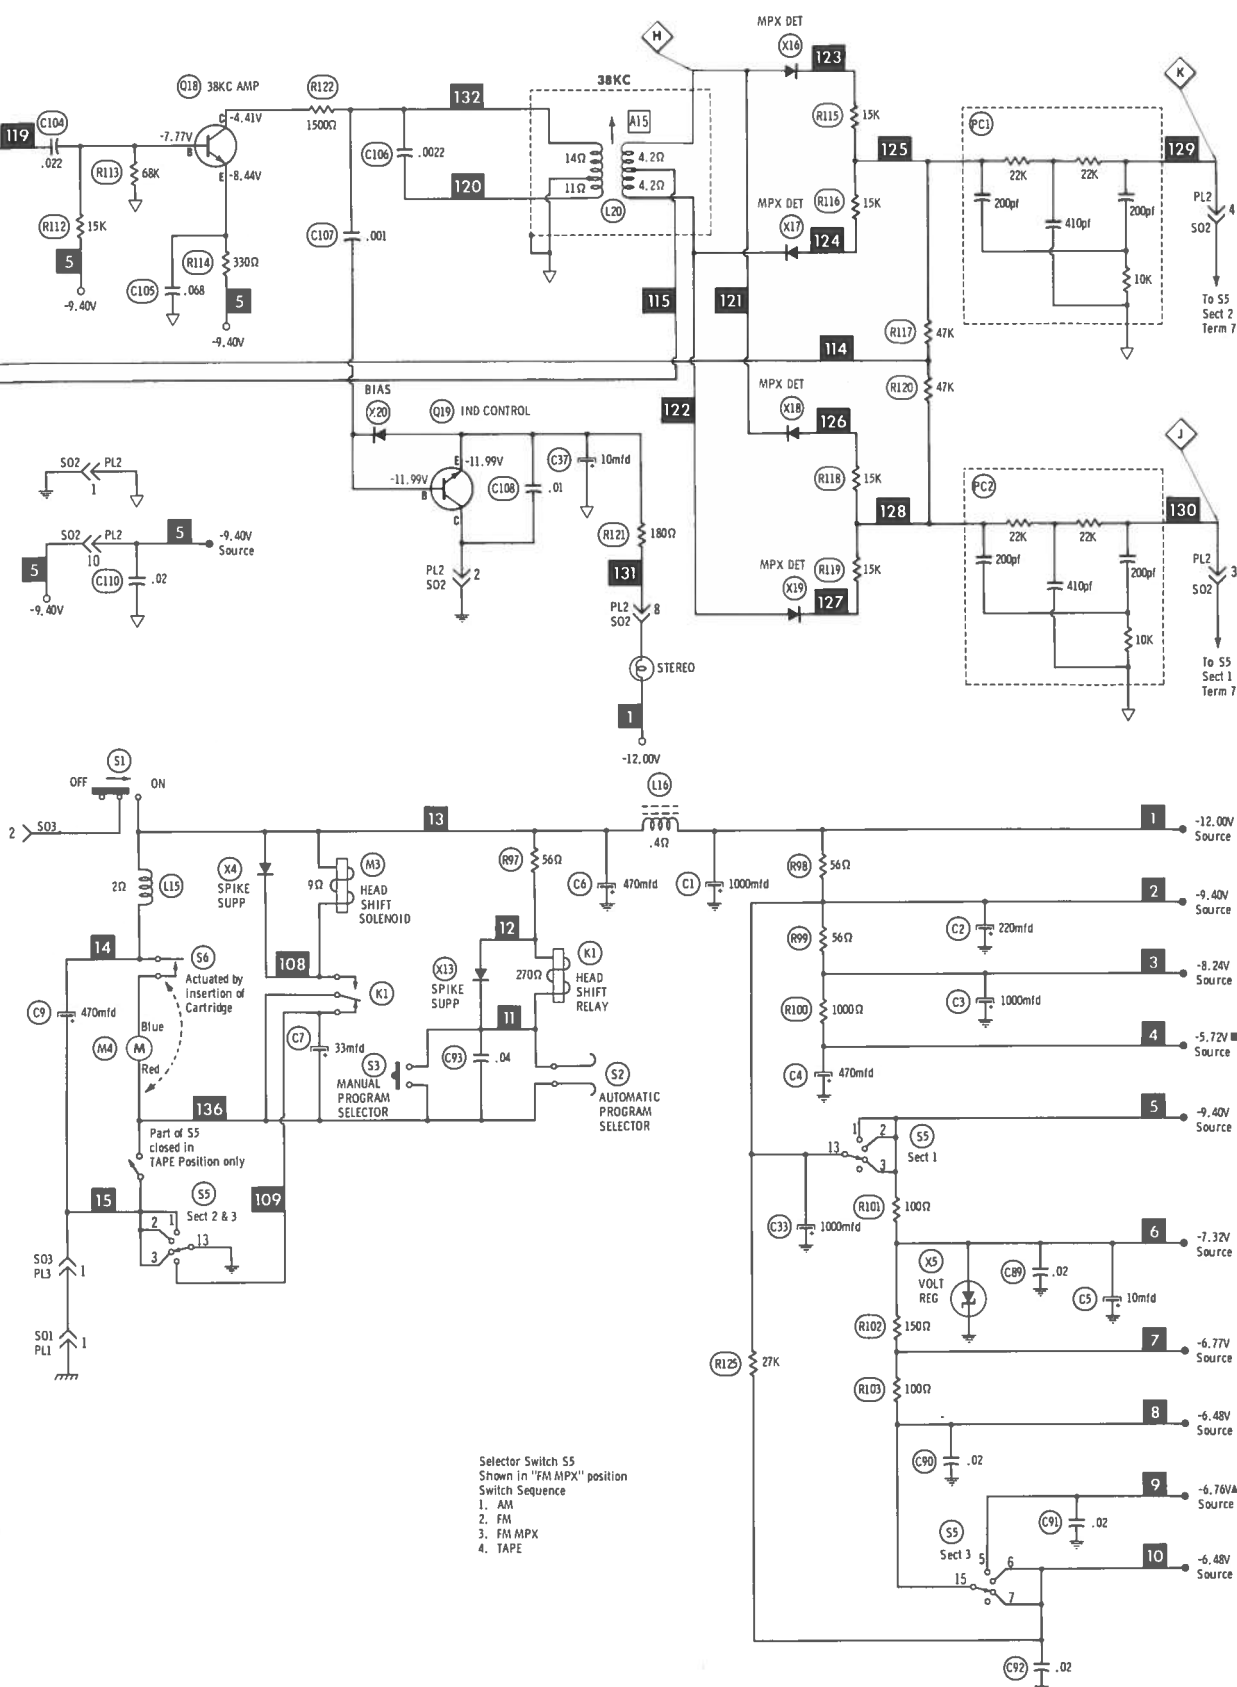 MPX DET
H
X16
123
K
Q18 38KC AMP
R122
38KC
C -4.41V
132
A15
R115
15K
PC1
119
C104
-7.77V
1500Ω
.022
B
C106
.0022
14Ω
4.2Ω
125
129
R113
68K
E -8.44V
120
11Ω
4.2Ω
22K
22K
MPX DET
R116
15K
200pf
200pf
PL2
4
SO2
R112
15K
C107
.001
L20
X17
124
410pf
5
R114
330Ω
C105
.068
5
10K
-9.40V
115
121
To S5
Sect 2
Term 7
-9.40V
R117
47K
114
BIAS
MPX DET
R120
47K
X20
Q19 IND CONTROL
122
X18
126
J
SO2
PL2
1
E -11.99V
C37
10mfd
-11.99V
B
C108
.01
R118
15K
PC2
C
128
130
SO2
PL2
5
-9.40V
Source
R121
180Ω
22K
22K
10
5
C110
.02
PL2
SO2
2
131
MPX DET
R119
15K
200pf
200pf
PL2
3
SO2
-9.40V
X19
127
410pf
PL2
SO2
8
10K
STEREO
To S5
Sect 1
Term 7
1
-12.00V
S1
OFF
ON
L16
2
SO3
13
1
-12.00V
Source
.4Ω
X4
SPIKE
SUPP
M3
HEAD
SHIFT
SOLENOID
9Ω
R97
56Ω
R98
56Ω
2Ω
L15
C6
470mfd
C1
1000mfd
2
-9.40V
Source
14
S6
Actuated by
Insertion of
Cartridge
12
R99
56Ω
C2
220mfd
108
X13
SPIKE
SUPP
270Ω
K1
HEAD
SHIFT
RELAY
3
-8.24V
Source
K1
C9
470mfd
Blue
C7
33mfd
11
R100
1000Ω
C3
1000mfd
M4
M
Red
S3
MANUAL
PROGRAM
SELECTOR
C93
.04
S2
AUTOMATIC
PROGRAM
SELECTOR
4
-5.72V ■
Source
C4
470mfd
136
5
-9.40V
Source
Part of S5
closed in
TAPE Position only
1
2
S5
Sect 1
13
3
15
S5
Sect 2 & 3
109
R101
100Ω
1
2
13
3
C33
1000mfd
6
-7.32V
Source
SO3
PL3
1
X5
VOLT
REG
C89
.02
C5
10mfd
SO1
PL1
1
R102
150Ω
7
-6.77V
Source
R125
27K
R103
100Ω
8
-6.48V
Source
C90
.02
Selector Switch S5
Shown in "FM MPX" position
Switch Sequence
1. AM
2. FM
3. FM MPX
4. TAPE
9
-6.76V▲
Source
C91
.02
S5
Sect 3
5
6
10
-6.48V
Source
15
7
C92
.02